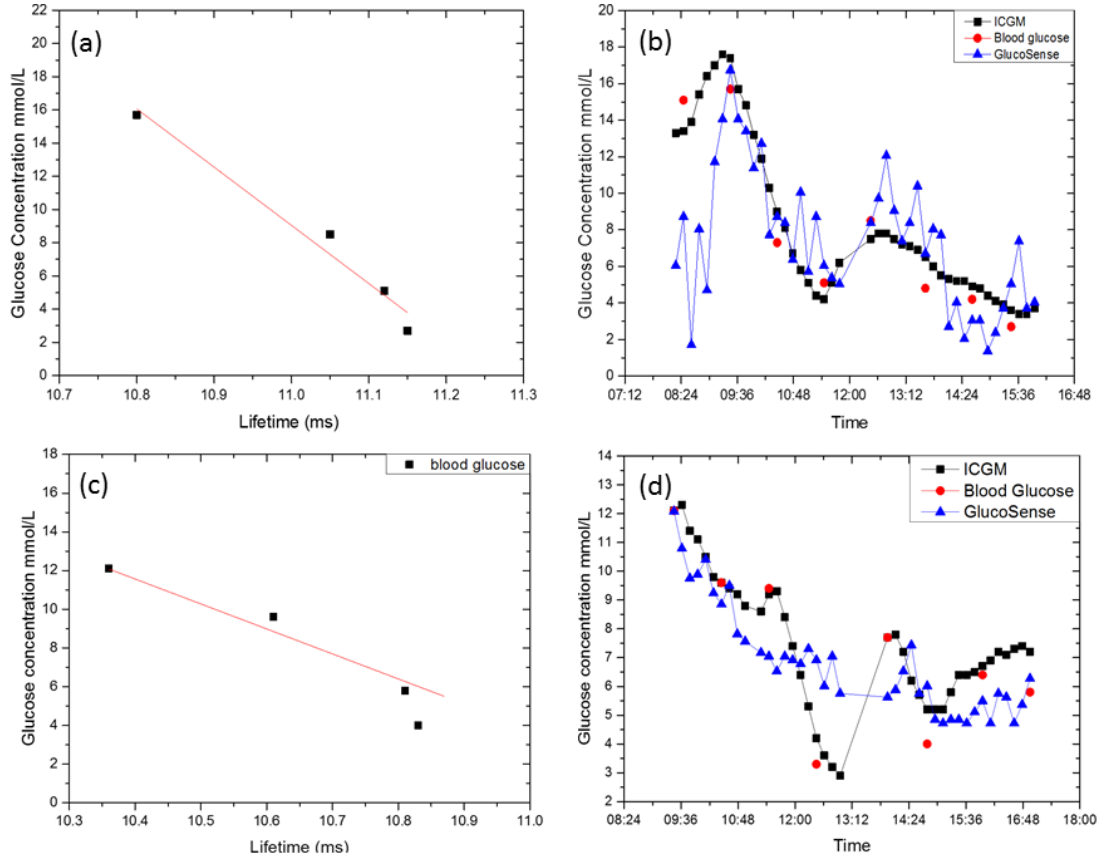 (a)
Glucose Concentration mmol/L
22
20
18
16
14
12
10
8
6
4
2
0
10.7 10.8 10.9 11.0 11.1 11.2 11.3
Lifetime (ms)
(b)
ICGM
Blood glucose
GlucoSense
Glucose Concentration mmol/L
20
18
16
14
12
10
8
6
4
2
0
07:12 08:24 09:36 10:48 12:00 13:12 14:24 15:36 16:48
Time
(c)
blood glucose
Glucose concentration mmol/L
18
16
14
12
10
8
6
4
2
0
10.3 10.4 10.5 10.6 10.7 10.8 10.9 11.0
Lifetime (ms)
(d)
ICGM
Blood Glucose
GlucoSense
Glucose concentration mmol/L
14
13
12
11
10
9
8
7
6
5
4
3
2
08:24 09:36 10:48 12:00 13:12 14:24 15:36 16:48 18:00
Time